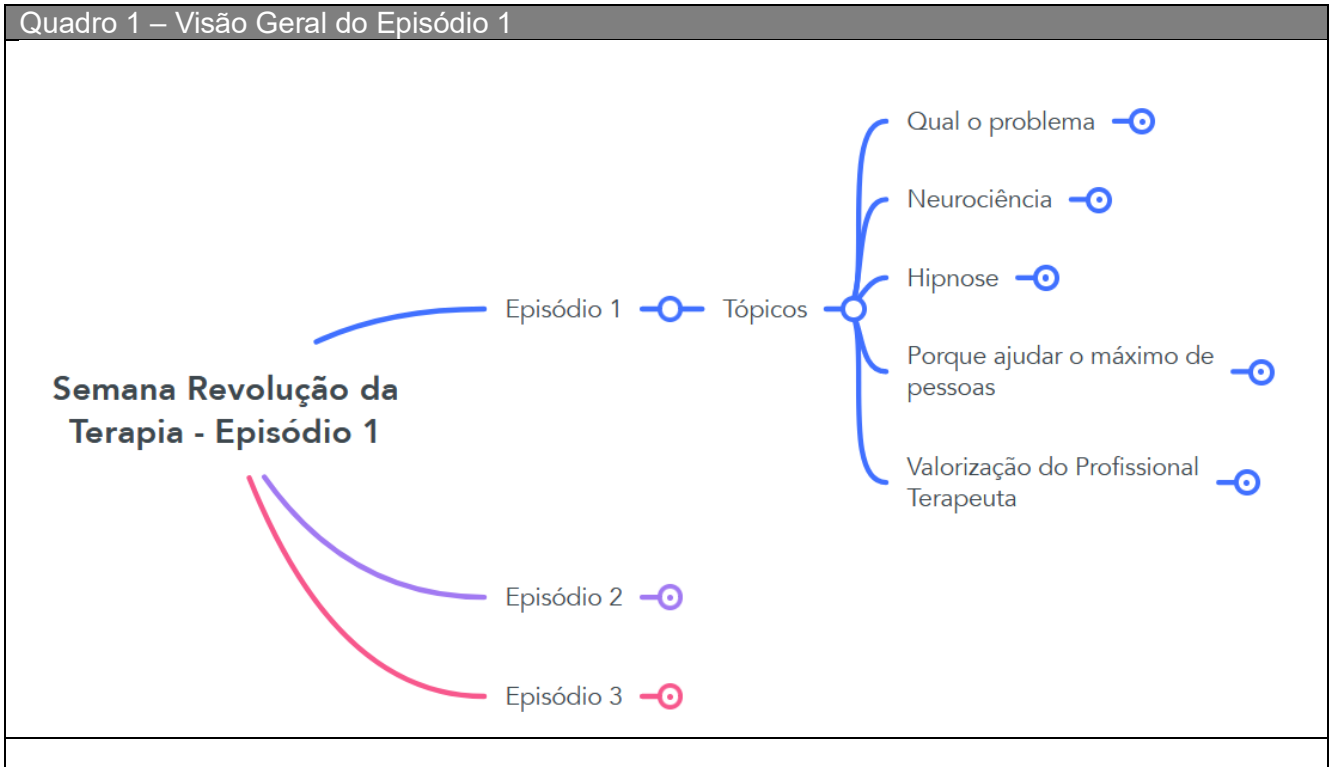 Quadro 1 – Visão Geral do Episódio 1
Semana Revolução da
Terapia - Episódio 1
Episódio 1
Tópicos
Qual o problema
Neurociência
Hipnose
Porque ajudar o máximo de
pessoas
Valorização do Profissional
Terapeuta
Episódio 2
Episódio 3